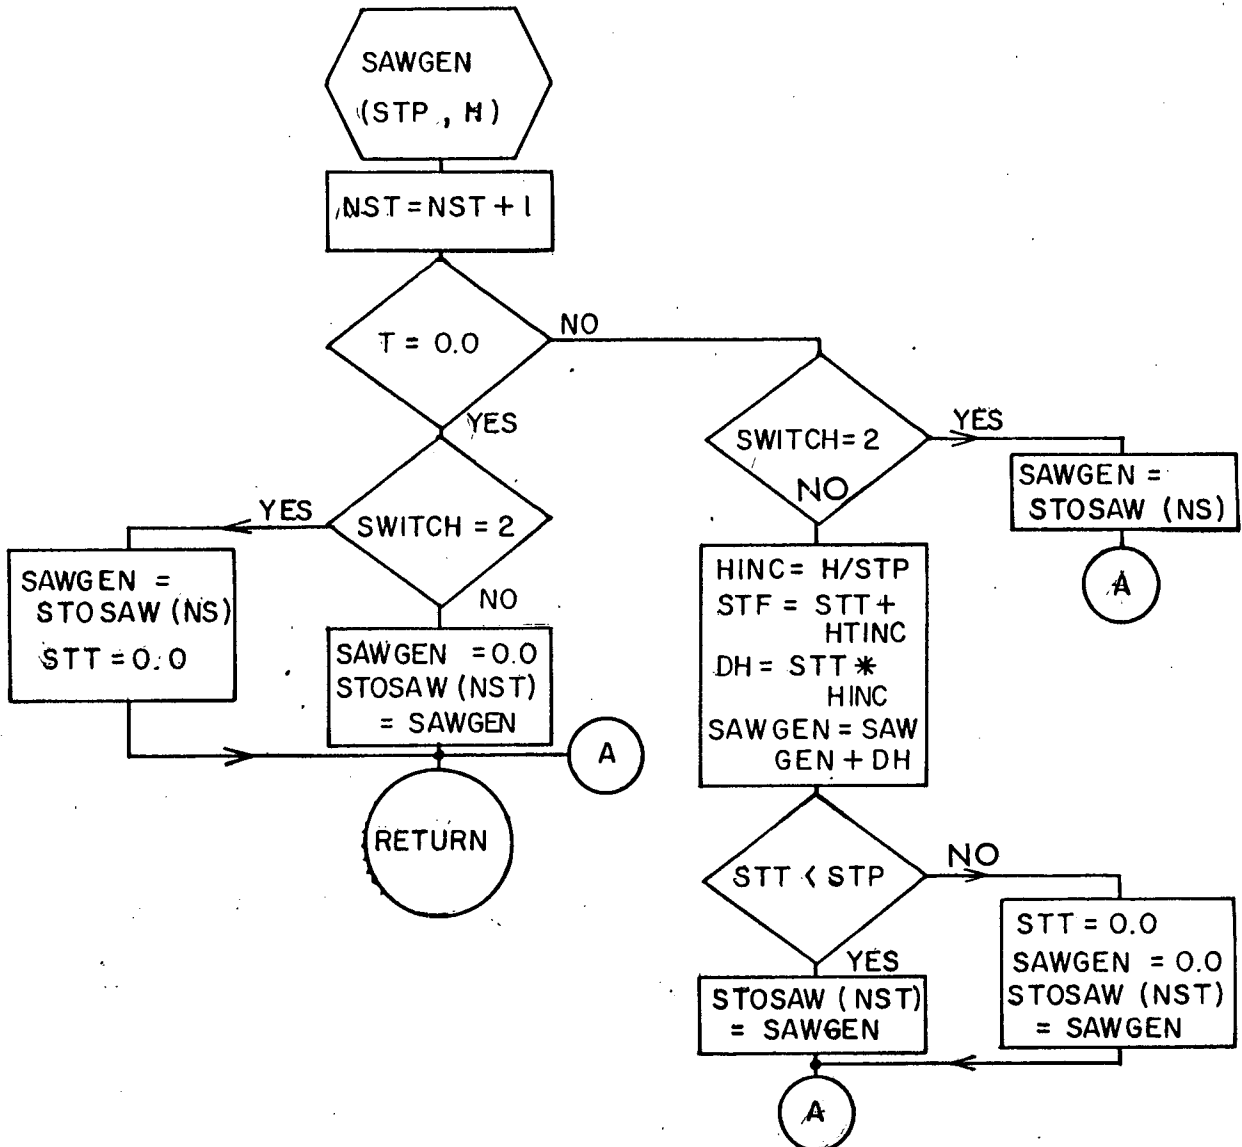 SAWGEN
(STP, H)
NST=NST+1
T = 0.0
NO
YES
SWITCH=2
YES
NO
SAWGEN =
STOSAW (NS)
A
SWITCH = 2
YES
NO
SAWGEN =
STOSAW (NS)
STT = 0.0
SAWGEN = 0.0
STOSAW (NST)
= SAWGEN
A
RETURN
HINC = H/STP
STF = STT +
HTINC
DH = STT *
HINC
SAWGEN = SAW
GEN + DH
STT < STP
NO
YES
STT = 0.0
SAWGEN = 0.0
STOSAW (NST)
= SAWGEN
STOSAW (NST)
= SAWGEN
A